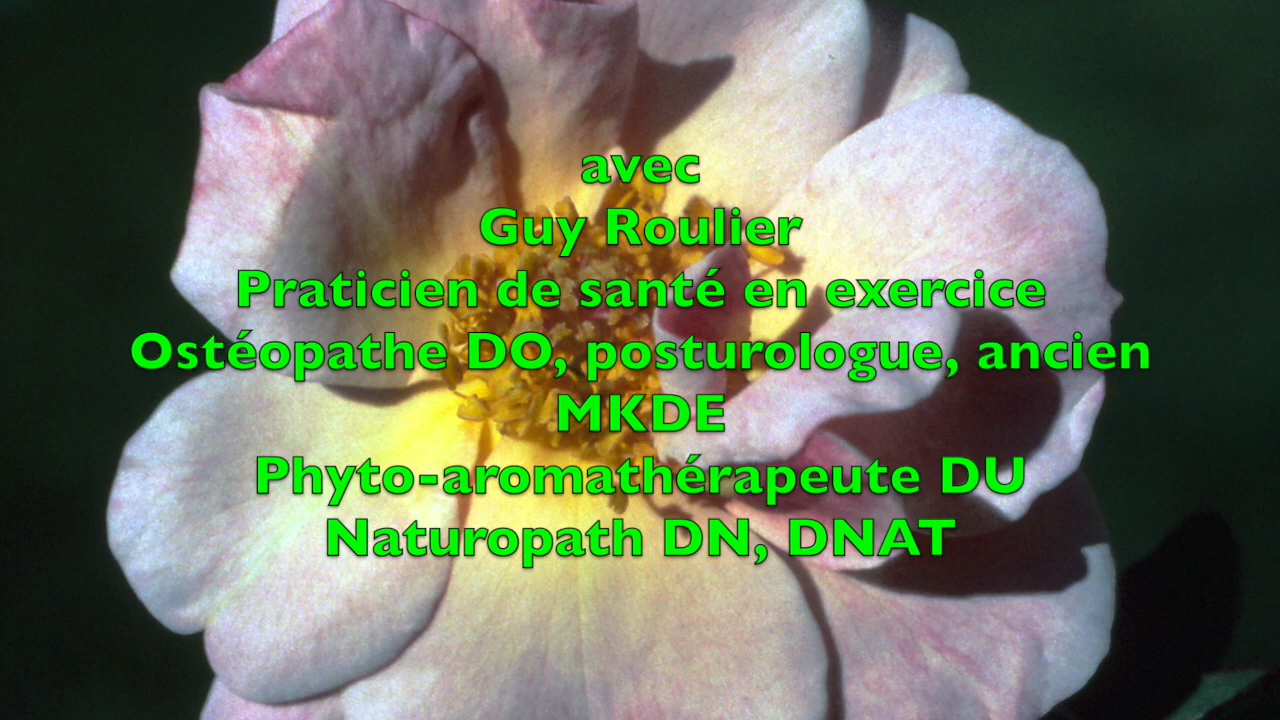 avec
Guy Roulier
Praticien de santé en exercice
Ostéopathe DO, posturologue, ancien
MKDE
Phyto-aromathérapeute DU
Naturopath DN, DNAT